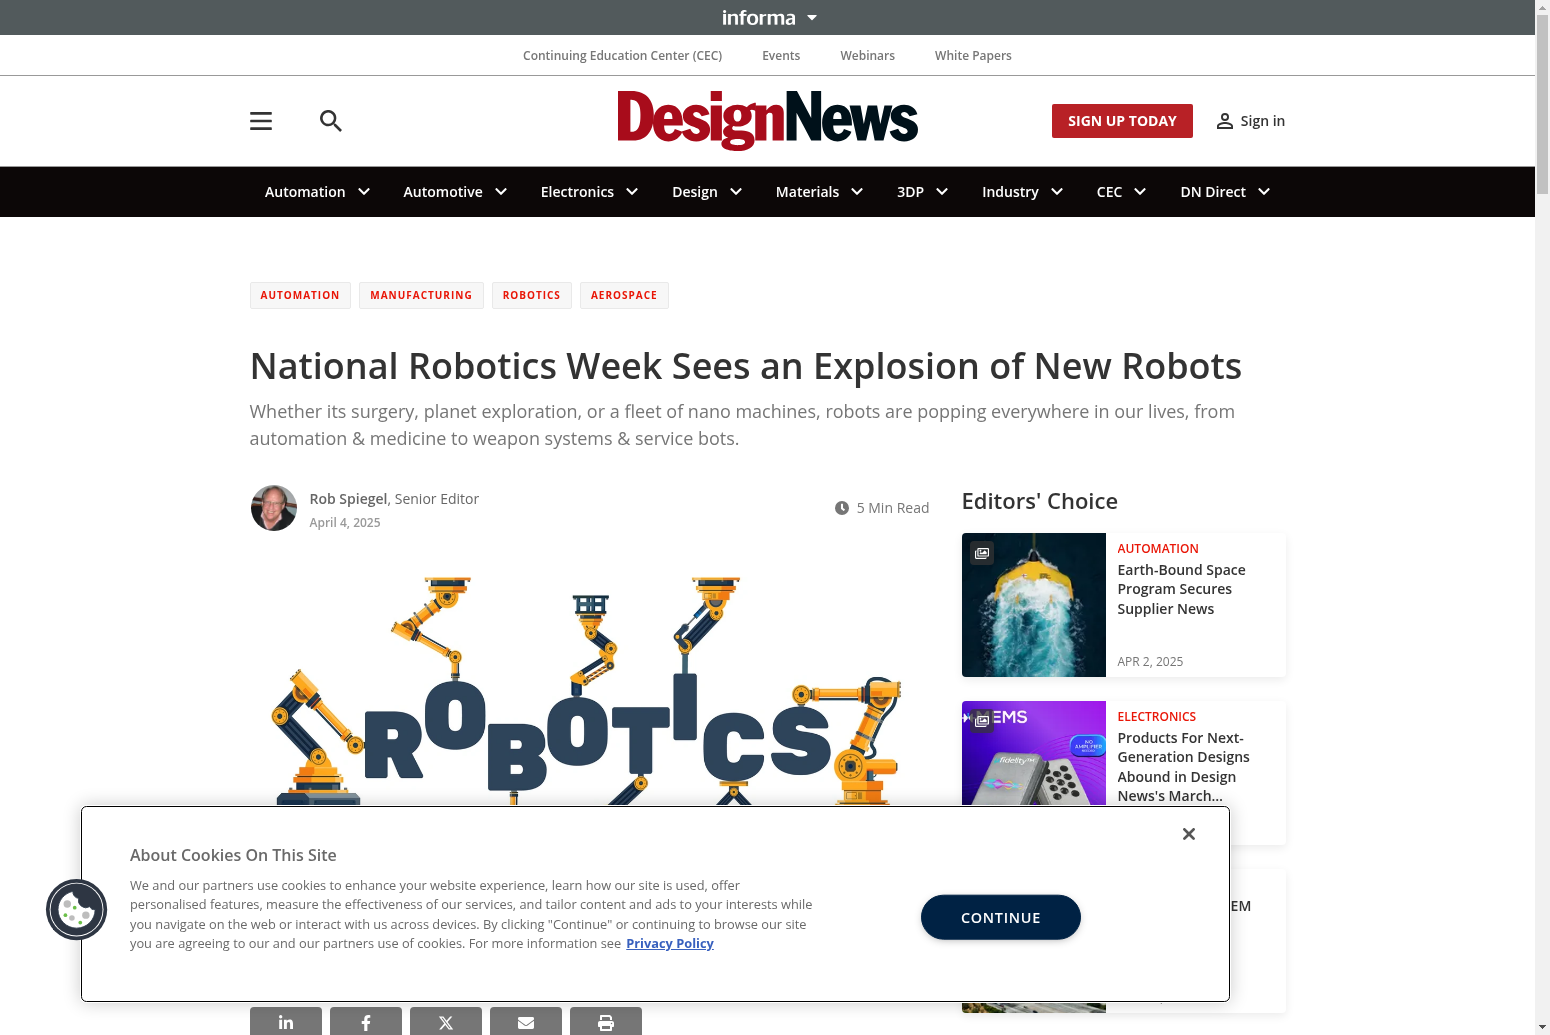 informa
Continuing Education Center (CEC) Events Webinars White Papers
DesignNews
SIGN UP TODAY Sign in
Automation Automotive Electronics Design Materials 3DP Industry CEC DN Direct
AUTOMATION MANUFACTURING ROBOTICS AEROSPACE
National Robotics Week Sees an Explosion of New Robots
Whether its surgery, planet exploration, or a fleet of nano machines, robots are popping everywhere in our lives, from
automation & medicine to weapon systems & service bots.
Rob Spiegel, Senior Editor
April 4, 2025
5 Min Read
ROBOTICS
Editors' Choice
AUTOMATION
Earth-Bound Space
Program Secures
Supplier News
APR 2, 2025
EMS
NO
AMPLIFIER
fidelity™
ELECTRONICS
Products For Next-
Generation Designs
Abound in Design
News's March...
EM
About Cookies On This Site
We and our partners use cookies to enhance your website experience, learn how our site is used, offer
personalised features, measure the effectiveness of our services, and tailor content and ads to your interests while
you navigate on the web or interact with us across devices. By clicking "Continue" or continuing to browse our site
you are agreeing to our and our partners use of cookies. For more information see Privacy Policy
CONTINUE